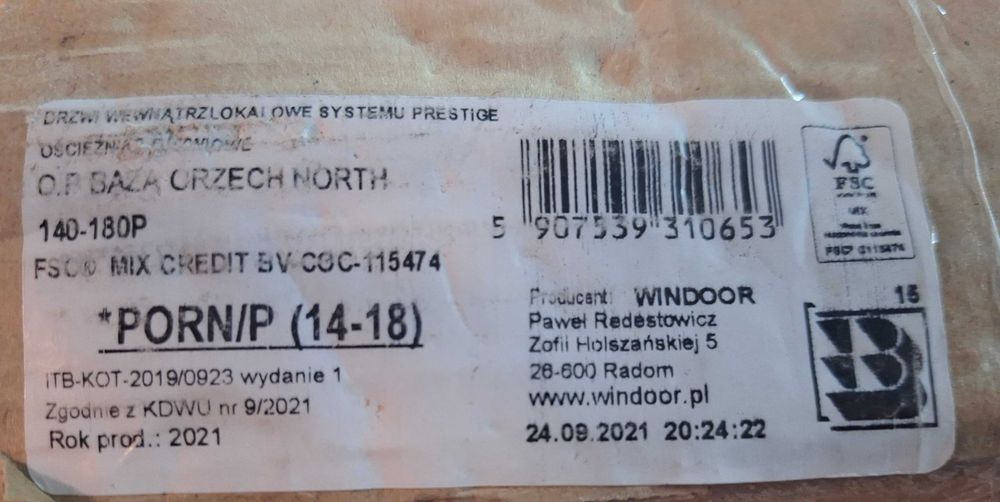 DRZWI WEWNĄTRZLOKALOWE SYSTEMU PRESTIGE
O.P BAZA ORZECH NORTH
140-180P
FSC® MIX CREDIT BV-COC-115474
*PORN/P (14-18)
ITB-KOT-2019/0923 wydanie 1
Zgodnie z KDWU nr 9/2021
Rok prod.: 2021
5 907539 310653
Producent: WINDOOR
Paweł Redestowicz
Zofii Holszańskiej 5
26-600 Radom
www.windoor.pl
24.09.2021 20:24:22
FSC
MIX
FSC® C115474
15